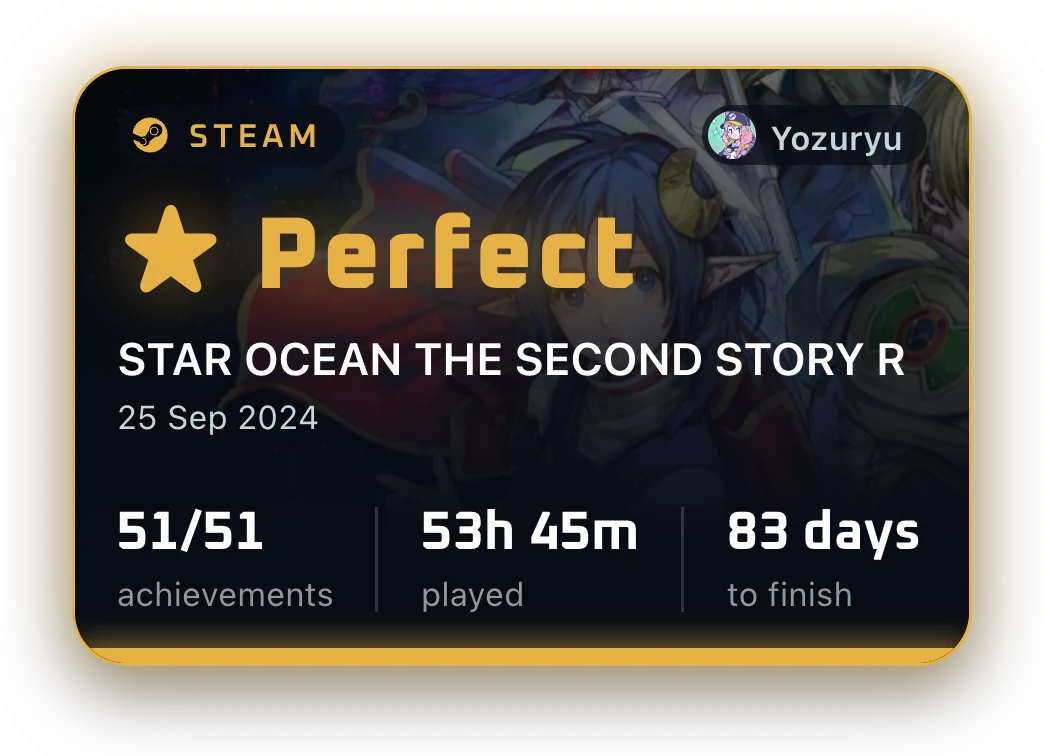 STEAM
Yozuryu
Perfect
STAR OCEAN THE SECOND STORY R
25 Sep 2024
51/51
achievements
53h 45m
played
83 days
to finish